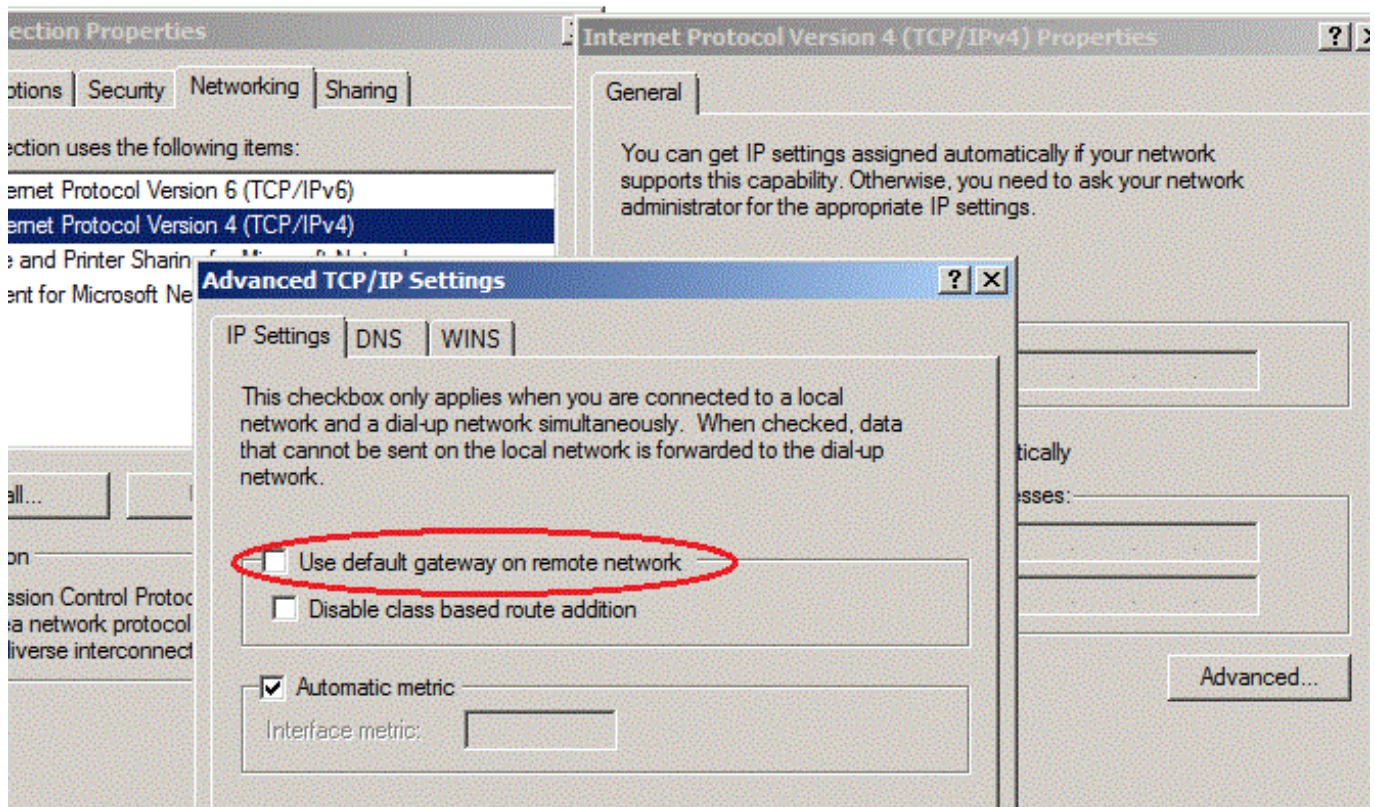 ection Properties
Options Security Networking Sharing
ection uses the following items:
ernet Protocol Version 6 (TCP/IPv6)
ernet Protocol Version 4 (TCP/IPv4)
e and Printer Sharing for Microsoft Networks
ent for Microsoft Ne
all...
on
ssion Control Protoc
ea network protocol
diverse interconnect
Internet Protocol Version 4 (TCP/IPv4) Properties
General
You can get IP settings assigned automatically if your network
supports this capability. Otherwise, you need to ask your network
administrator for the appropriate IP settings.
tically
esses:
Advanced...
Advanced TCP/IP Settings
IP Settings DNS WINS
This checkbox only applies when you are connected to a local
network and a dial-up network simultaneously. When checked, data
that cannot be sent on the local network is forwarded to the dial-up
network.
Use default gateway on remote network
Disable class based route addition
Automatic metric
Interface metric: